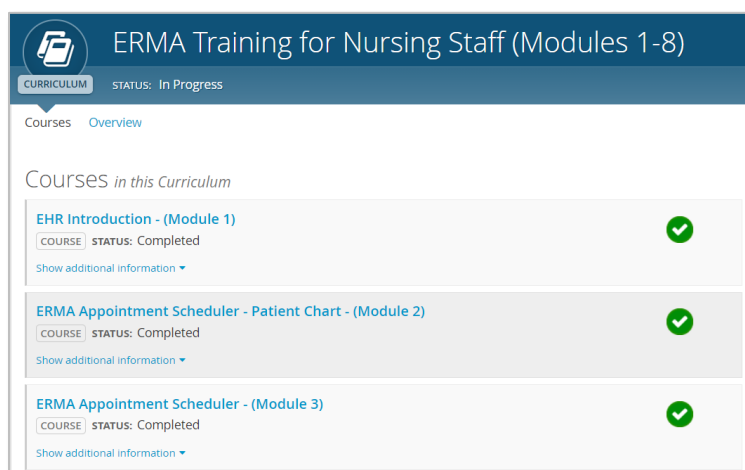 ERMA Training for Nursing Staff (Modules 1-8)
CURRICULUM STATUS: In Progress
Courses Overview
Courses in this Curriculum
EHR Introduction - (Module 1)
COURSE STATUS: Completed
Show additional information
ERMA Appointment Scheduler - Patient Chart - (Module 2)
COURSE STATUS: Completed
Show additional information
ERMA Appointment Scheduler - (Module 3)
COURSE STATUS: Completed
Show additional information